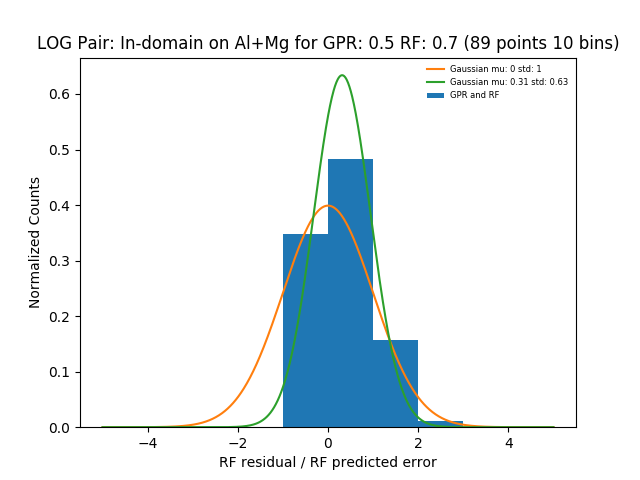 LOG Pair: In-domain on Al+Mg for GPR: 0.5 RF: 0.7 (89 points 10 bins)
Gaussian mu: 0 std: 1
Gaussian mu: 0.31 std: 0.63
GPR and RF
Normalized Counts
0.6
0.5
0.4
0.3
0.2
0.1
0.0
−4
−2
0
2
4
RF residual / RF predicted error